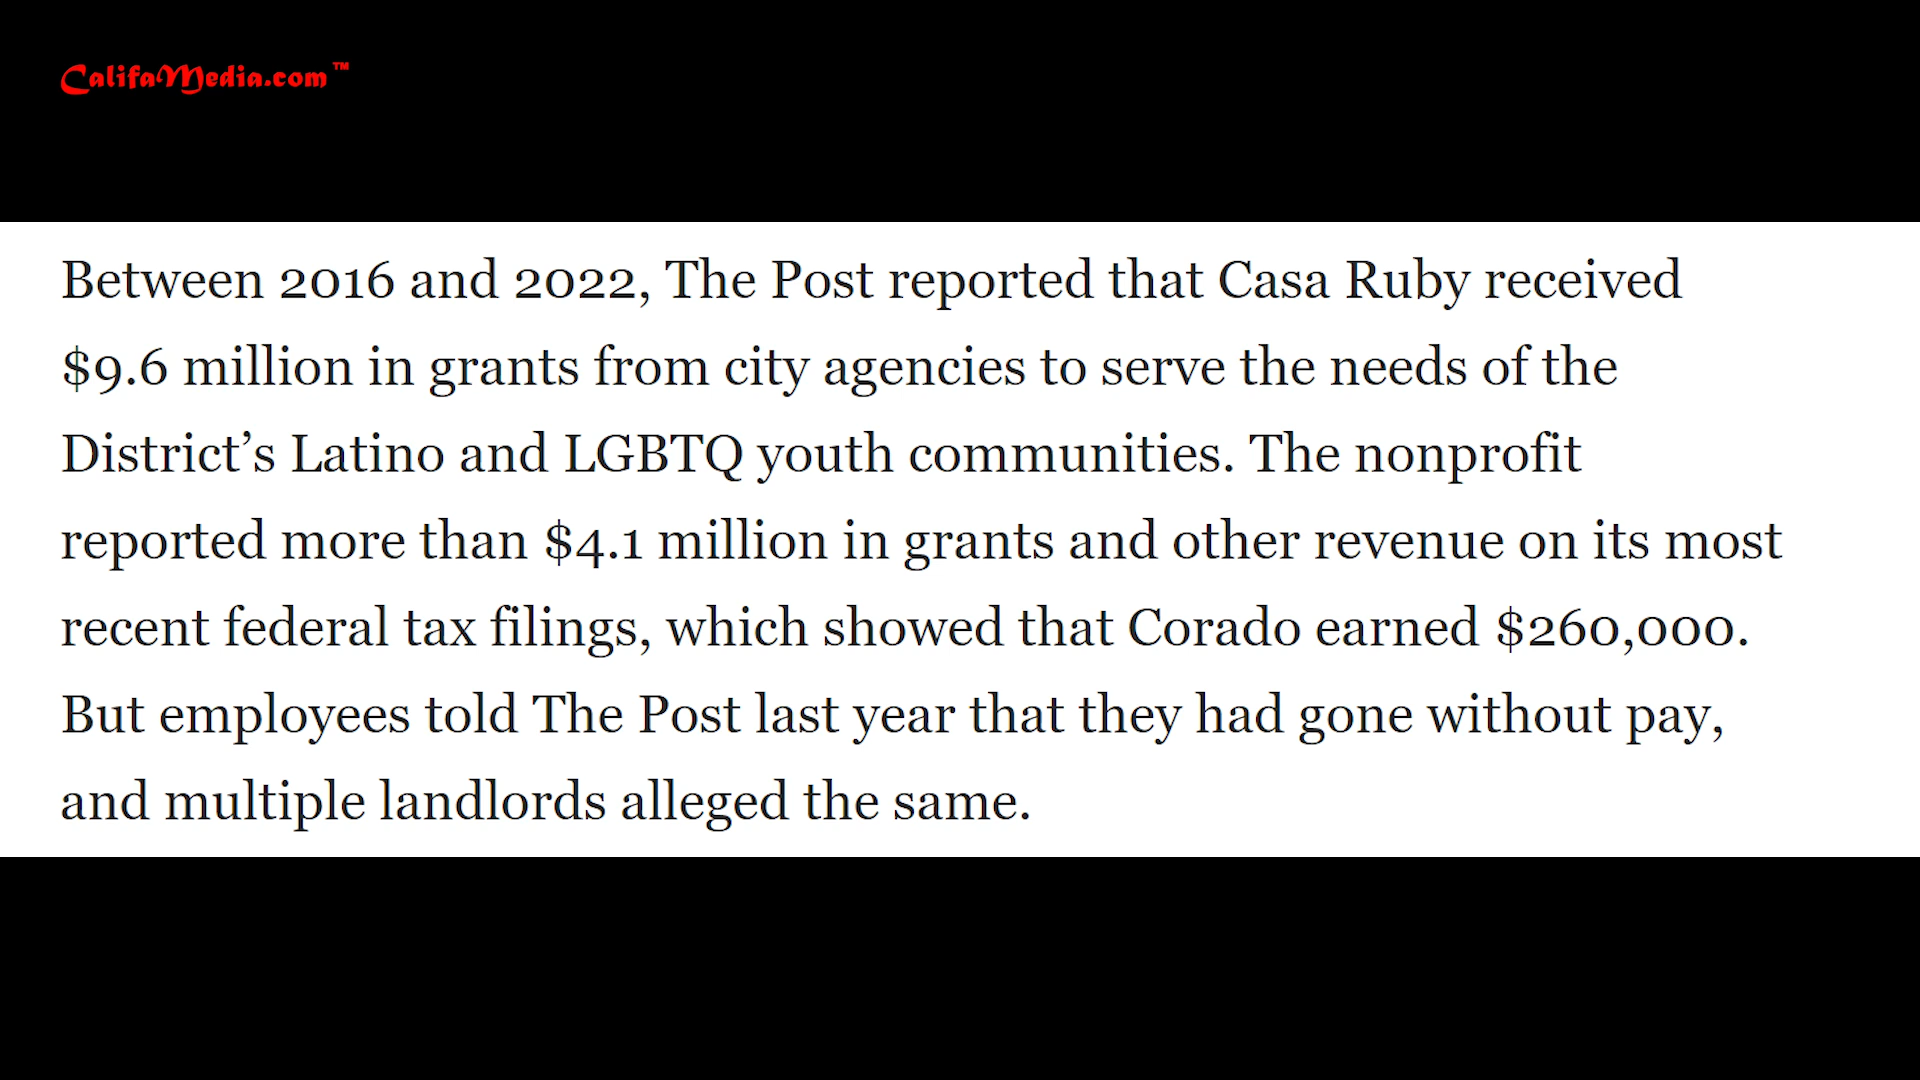 CalifaMedia.com™
Between 2016 and 2022, The Post reported that Casa Ruby received
$9.6 million in grants from city agencies to serve the needs of the
District’s Latino and LGBTQ youth communities. The nonprofit
reported more than $4.1 million in grants and other revenue on its most
recent federal tax filings, which showed that Corado earned $260,000.
But employees told The Post last year that they had gone without pay,
and multiple landlords alleged the same.